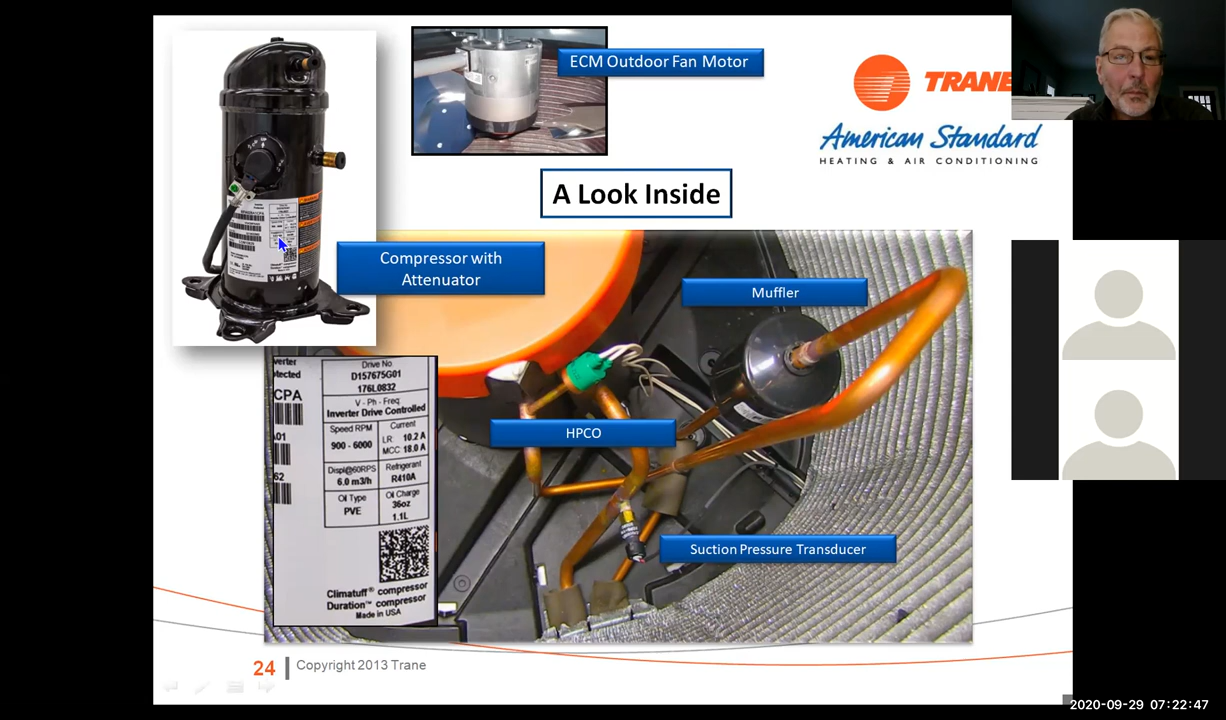 ECM Outdoor Fan Motor
TRANE
American Standard
HEATING & AIR CONDITIONING
A Look Inside
Compressor with
Attenuator
Muffler
HPCO
Suction Pressure Transducer
Drive No
D157675G01
176L0832
CPA
V - Ph - Freq
Inverter Drive Controlled
Speed RPM
900 - 6000
Current
LR: 10.2 A
MCC: 18.0 A
Displ@60RPS
6.0 m3/h
Refrigerant
R410A
Oil Type
PVE
Oil Charge
36oz
1.1L
Climatuff® compressor
Duration™ compressor
Made in USA
24
Copyright 2013 Trane
2020-09-29 07:22:47